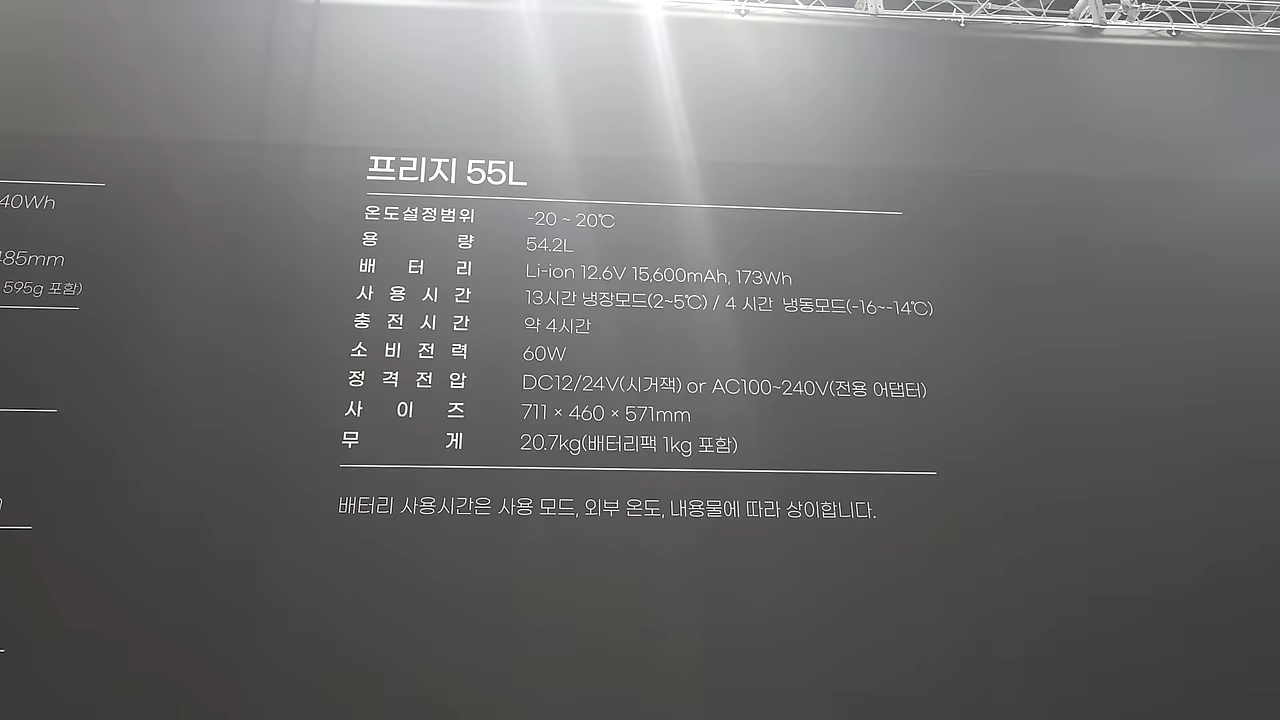 40Wh
485mm
595g 포함)
프리지 55L
온도설정범위 -20 ~ 20℃
용량 54.2L
배터리 Li-ion 12.6V 15,600mAh, 173Wh
사용시간 13시간 냉장모드(2~5℃) / 4 시간 냉동모드(-16~-14℃)
충전시간 약 4시간
소비전력 60W
정격전압 DC12/24V(시거잭) or AC100~240V(전용 어댑터)
사이즈 711 × 460 × 571mm
무게 20.7kg(배터리팩 1kg 포함)
배터리 사용시간은 사용 모드, 외부 온도, 내용물에 따라 상이합니다.